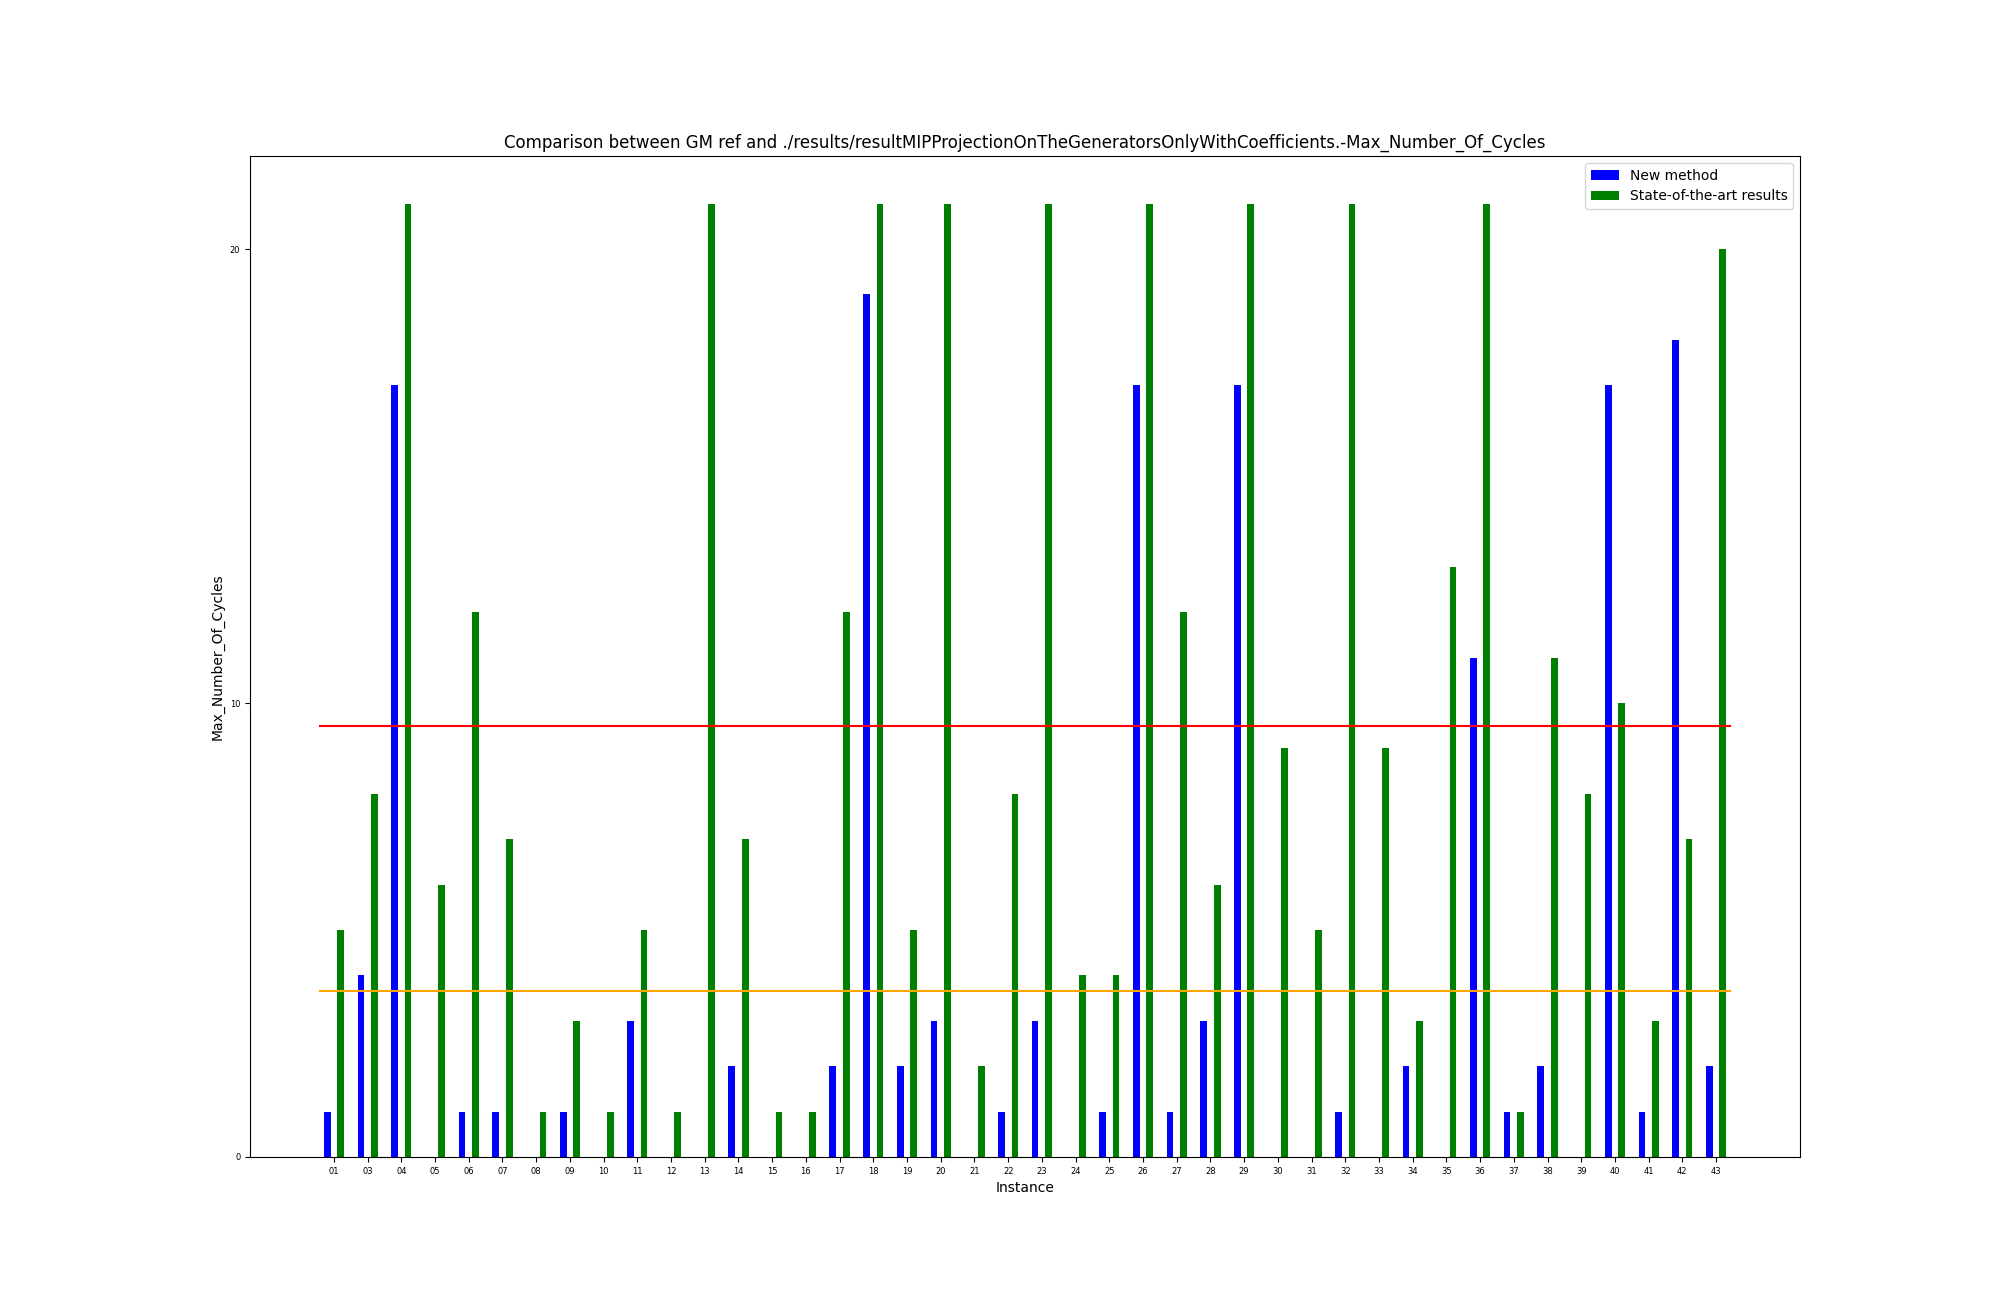 Comparison between GM ref and ./results/resultMIPProjectionOnTheGeneratorsOnlyWithCoefficients.-Max_Number_Of_Cycles
New method
State-of-the-art results
20
10
0
Max_Number_Of_Cycles
01 03 04 05 06 07 08 09 10 11 12 13 14 15 16 17 18 19 20 21 22 23 24 25 26 27 28 29 30 31 32 33 34 35 36 37 38 39 40 41 42 43
Instance